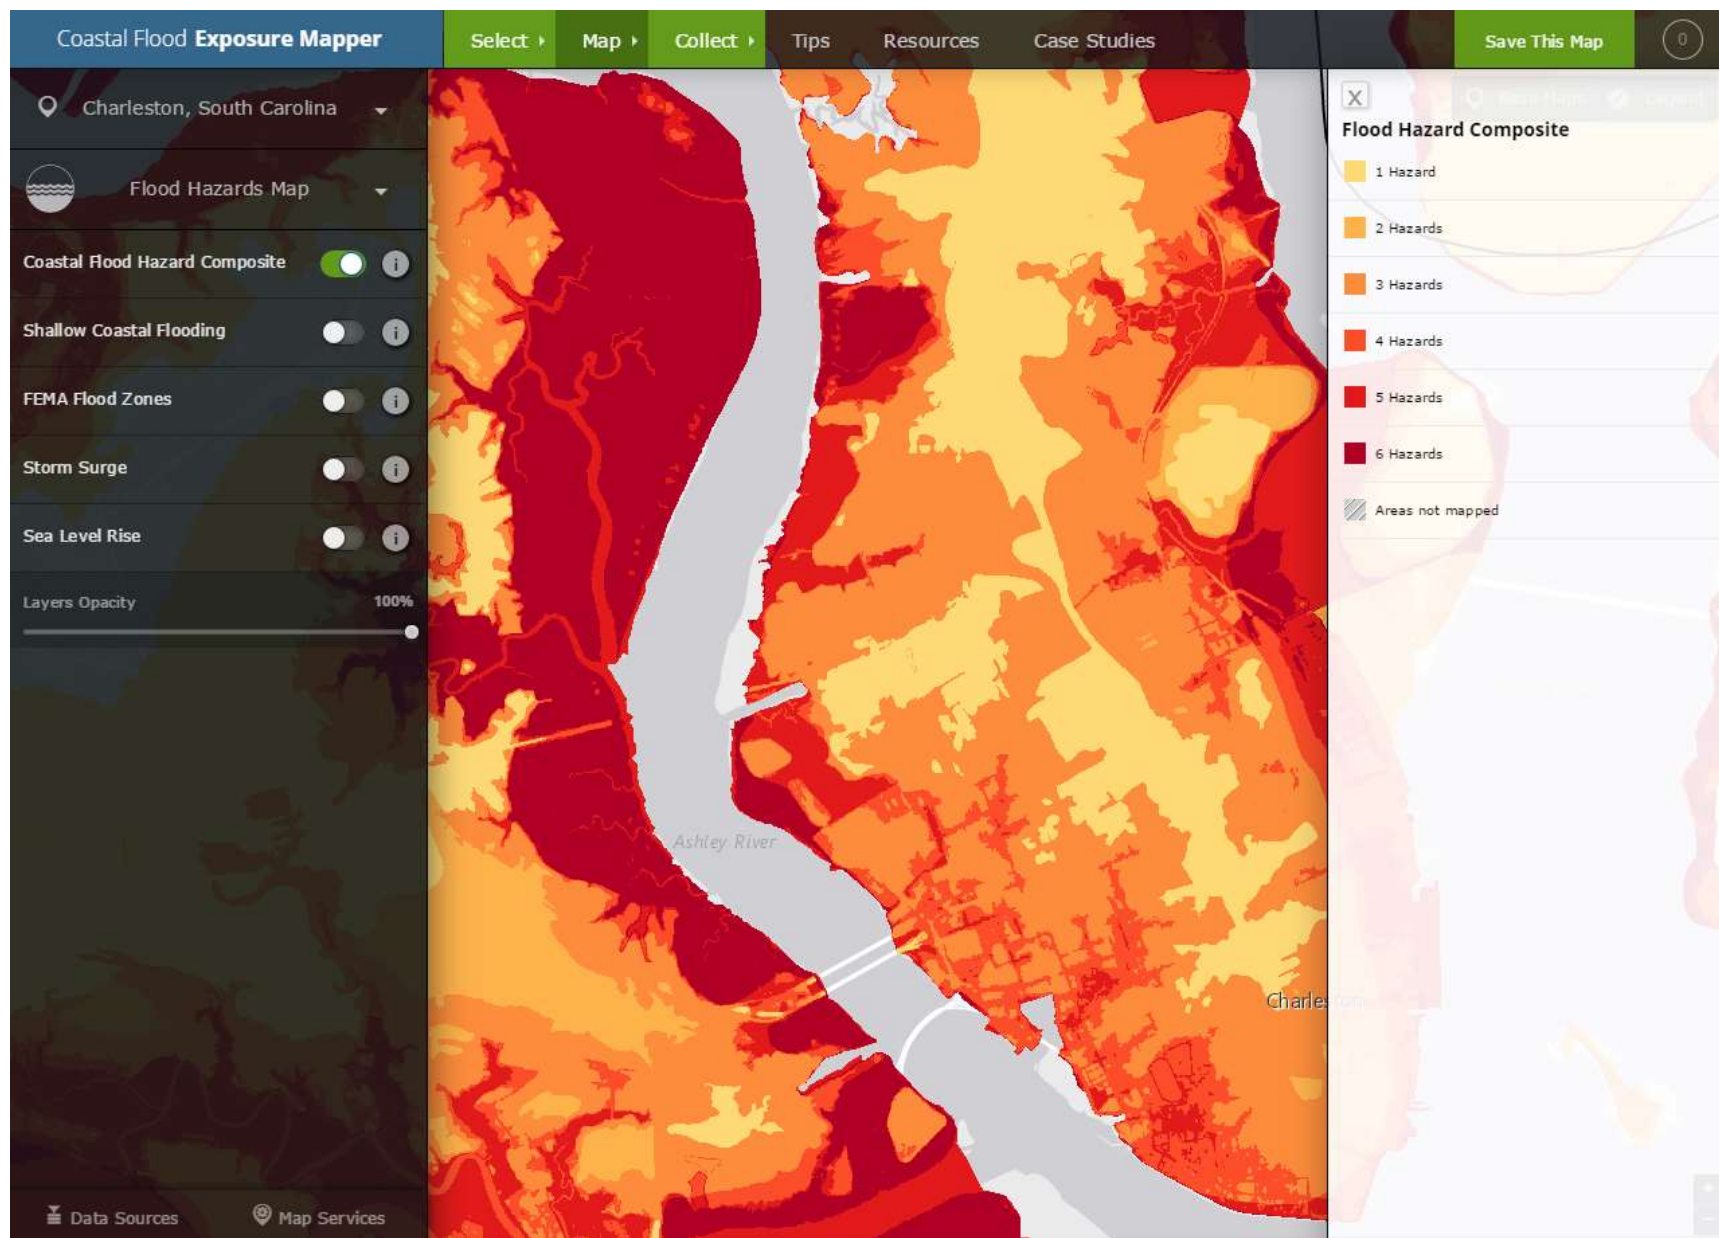 Coastal Flood Exposure Mapper
Select
Map
Collect
Tips
Resources
Case Studies
Save This Map
0
Charleston, South Carolina
Flood Hazards Map
Coastal Flood Hazard Composite
i
Shallow Coastal Flooding
i
FEMA Flood Zones
i
Storm Surge
i
Sea Level Rise
i
Layers Opacity
100%
Data Sources
Map Services
Ashley River
Charles
X
Flood Hazard Composite
1 Hazard
2 Hazards
3 Hazards
4 Hazards
5 Hazards
6 Hazards
Areas not mapped